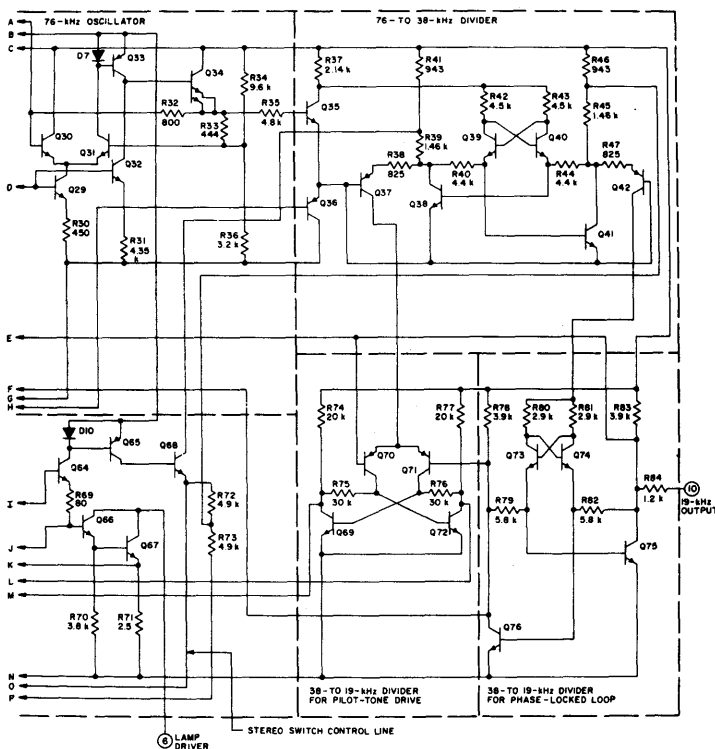 76-kHz OSCILLATOR
76-TO 38-kHz DIVIDER
A
B
C
D
E
F
G
H
I
J
K
L
M
N
O
P
D7
Q33
Q34
R34
9.6 k
R32
800
R33
444
R35
4.8 k
Q30
Q31
Q32
Q29
R30
450
R31
4.35
k
R36
3.2 k
R37
2.14 k
R41
943
R46
943
Q35
R42
4.5 k
R43
4.5 k
R45
1.46 k
Q39
Q40
R39
1.46 k
R47
825
R38
825
R40
4.4 k
R44
4.4 k
Q42
Q37
Q38
Q36
Q41
D10
Q65
Q68
Q64
R69
80
R72
4.9 k
R73
4.9 k
Q66
Q67
R70
3.8 k
R71
2.5
R74
20 k
R77
20 k
R78
3.9 k
R80
2.9k
R81
2.9 k
R83
3.9 k
Q70
Q71
Q73
Q74
R75
30 k
R76
30 k
R79
5.8 k
R82
5.8 k
R84
1.2 k
10
19-kHz
OUTPUT
Q69
Q72
Q75
Q76
38-TO 19-kHz DIVIDER
FOR PILOT-TONE DRIVE
38-TO 19-kHz DIVIDER
FOR PHASE-LOCKED LOOP
STEREO SWITCH CONTROL LINE
6 LAMP
DRIVER